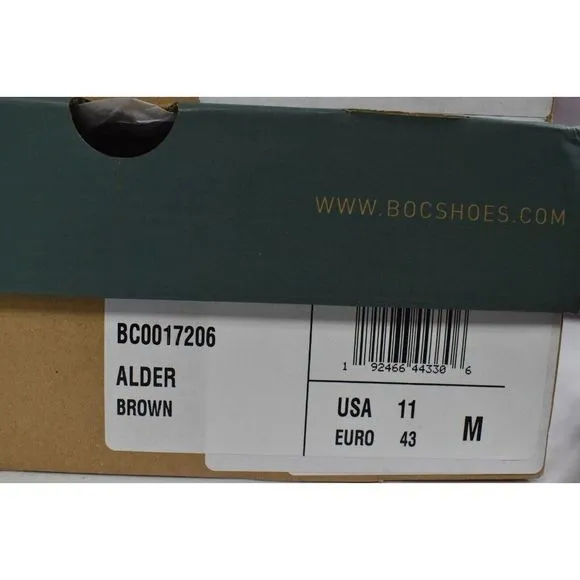 WWW.BOCSHOES.COM
BC0017206
ALDER
BROWN
1 92466 44330 6
USA 11
EURO 43
M